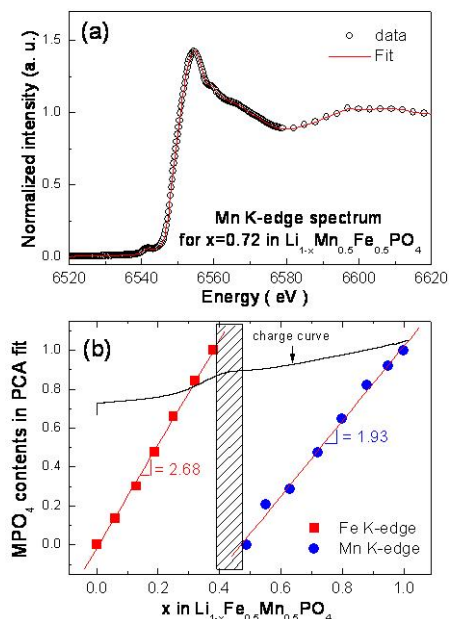 (a)
data
Fit
Normalized intensity (a. u.)
1.5
1.0
0.5
0.0
Mn K-edge spectrum
for x=0.72 in Li1-xMn0.5Fe0.5PO4
6520 6540 6560 6580 6600 6620
Energy ( eV)
(b)
charge curve
MPO4 contents in PCA fit
1.0
0.8
0.6
0.4
0.2
0.0
= 2.68
= 1.93
Fe K-edge
Mn K-edge
0.0 0.2 0.4 0.6 0.8 1.0
x in Li1-xFe0.5Mn0.5PO4